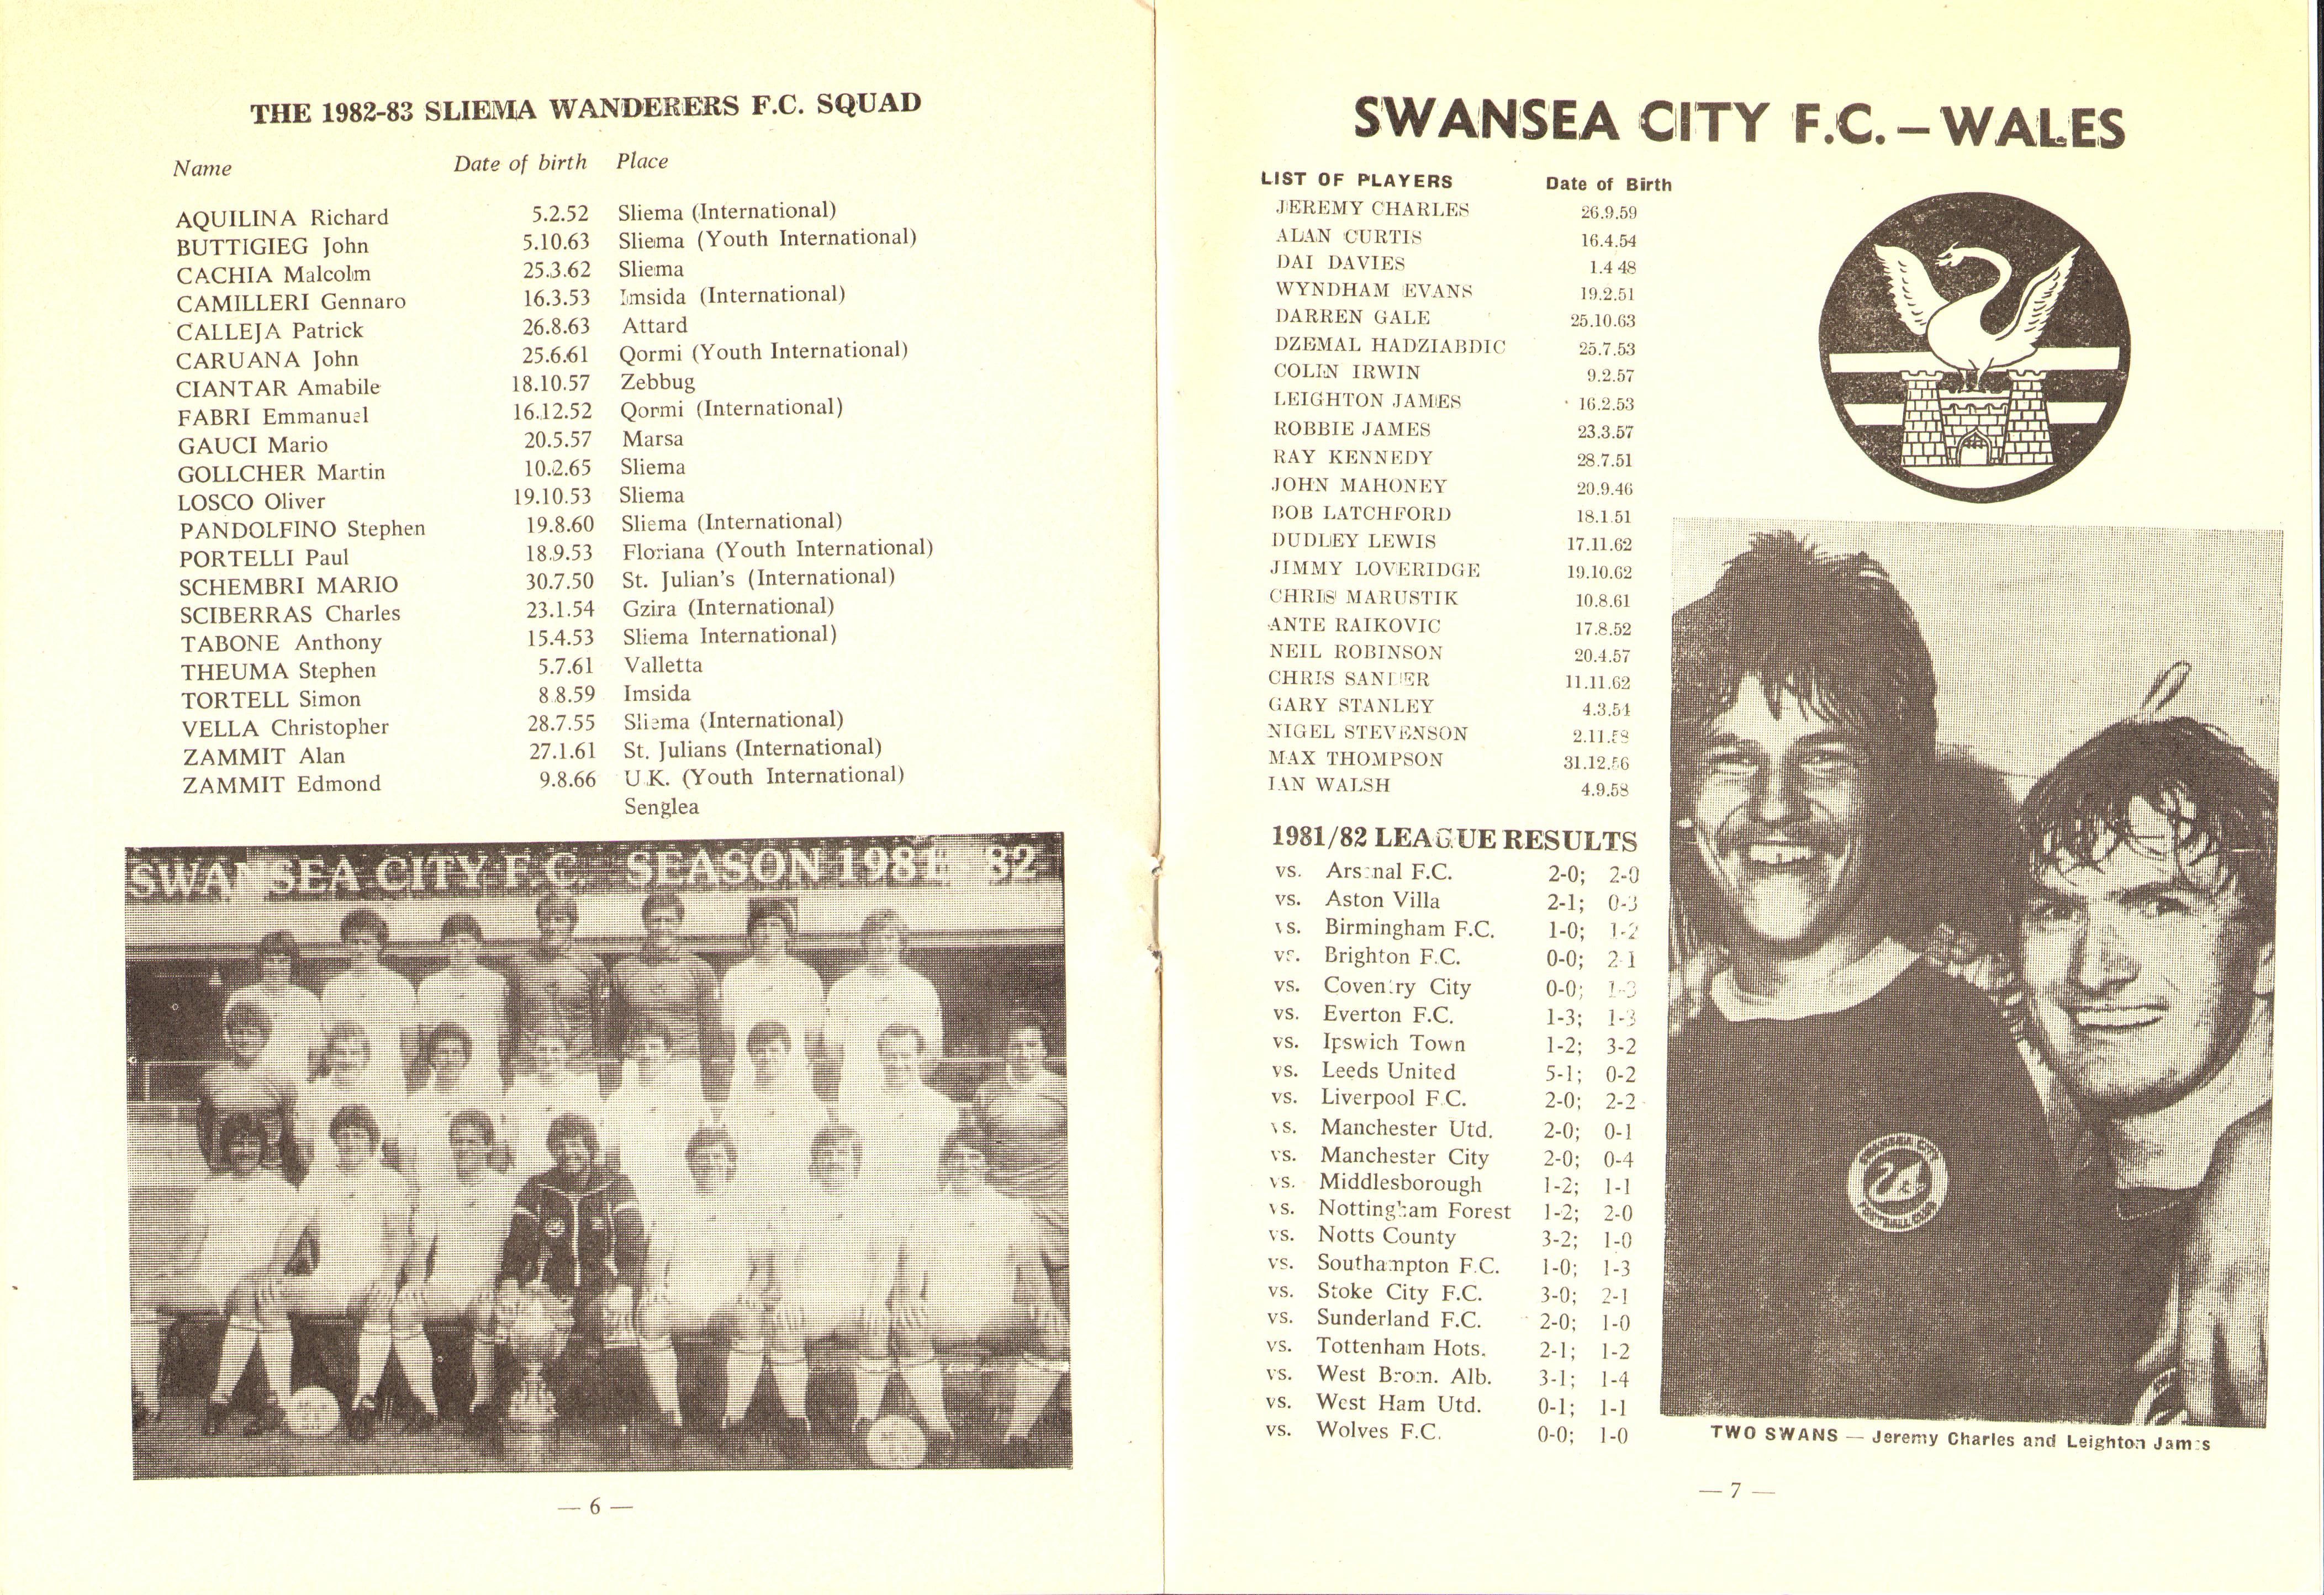 THE 1982-83 SLIEMA WANDERERS F.C. SQUAD
Name Date of birth Place
AQUILINA Richard 5.2.52 Sliema (International)
BUTTIGIEG John 5.10.63 Sliema (Youth International)
CACHIA Malcolm 25.3.62 Sliema
CAMILLERI Gennaro 16.3.53 Imsida (International)
CALLEJA Patrick 26.8.63 Attard
CARUANA John 25.6.61 Qormi (Youth International)
CIANTAR Amabile 18.10.57 Zebbug
FABRI Emmanuel 16.12.52 Qormi (International)
GAUCI Mario 20.5.57 Marsa
GOLLCHER Martin 10.2.65 Sliema
LOSCO Oliver 19.10.53 Sliema
PANDOLFINO Stephen 19.8.60 Sliema (International)
PORTELLI Paul 18.9.53 Floriana (Youth International)
SCHEMBRI MARIO 30.7.50 St. Julian's (International)
SCIBERRAS Charles 23.1.54 Gzira (International)
TABONE Anthony 15.4.53 Sliema International)
THEUMA Stephen 5.7.61 Valletta
TORTELL Simon 8 8.59 Imsida
VELLA Christopher 28.7.55 Sliema (International)
ZAMMIT Alan 27.1.61 St. Julians (International)
ZAMMIT Edmond 9.8.66 U.K. (Youth International)
Senglea
SWANSEA CITY F.C. SEASON 1981-82
— 6 —
SWANSEA CITY F.C. – WALES
LIST OF PLAYERS Date of Birth
JEREMY CHARLES 26.9.59
ALAN CURTIS 16.4.54
DAI DAVIES 1.4 48
WYNDHAM EVANS 19.2.51
DARREN GALE 25.10.63
DZEMAL HADZIABDIC 25.7.53
COLIN IRWIN 9.2.57
LEIGHTON JAMES 16.2.53
ROBBIE JAMES 23.3.57
RAY KENNEDY 28.7.51
JOHN MAHONEY 20.9.46
BOB LATCHFORD 18.1.51
DUDLEY LEWIS 17.11.62
JIMMY LOVERIDGE 19.10.62
CHRIS MARUSTIK 10.8.61
ANTE RAIKOVIC 17.8.52
NEIL ROBINSON 20.4.57
CHRIS SANDER 11.11.62
GARY STANLEY 4.3.54
NIGEL STEVENSON 2.11.58
MAX THOMPSON 31.12.56
IAN WALSH 4.9.58
1981/82 LEAGUE RESULTS
vs. Arsenal F.C. 2-0; 2-0
vs. Aston Villa 2-1; 0-3
vs. Birmingham F.C. 1-0; 1-2
vs. Brighton F.C. 0-0; 2 1
vs. Coventry City 0-0; 1-3
vs. Everton F.C. 1-3; 1-3
vs. Ipswich Town 1-2; 3-2
vs. Leeds United 5-1; 0-2
vs. Liverpool F.C. 2-0; 2-2
vs. Manchester Utd. 2-0; 0-1
vs. Manchester City 2-0; 0-4
vs. Middlesborough 1-2; 1-1
vs. Nottingham Forest 1-2; 2-0
vs. Notts County 3-2; 1-0
vs. Southampton F.C. 1-0; 1-3
vs. Stoke City F.C. 3-0; 2-1
vs. Sunderland F.C. 2-0; 1-0
vs. Tottenham Hots. 2-1; 1-2
vs. West Brom. Alb. 3-1; 1-4
vs. West Ham Utd. 0-1; 1-1
vs. Wolves F.C. 0-0; 1-0
SWANSEA CITY
FOOTBALL CLUB
TWO SWANS — Jeremy Charles and Leighton James
— 7 —